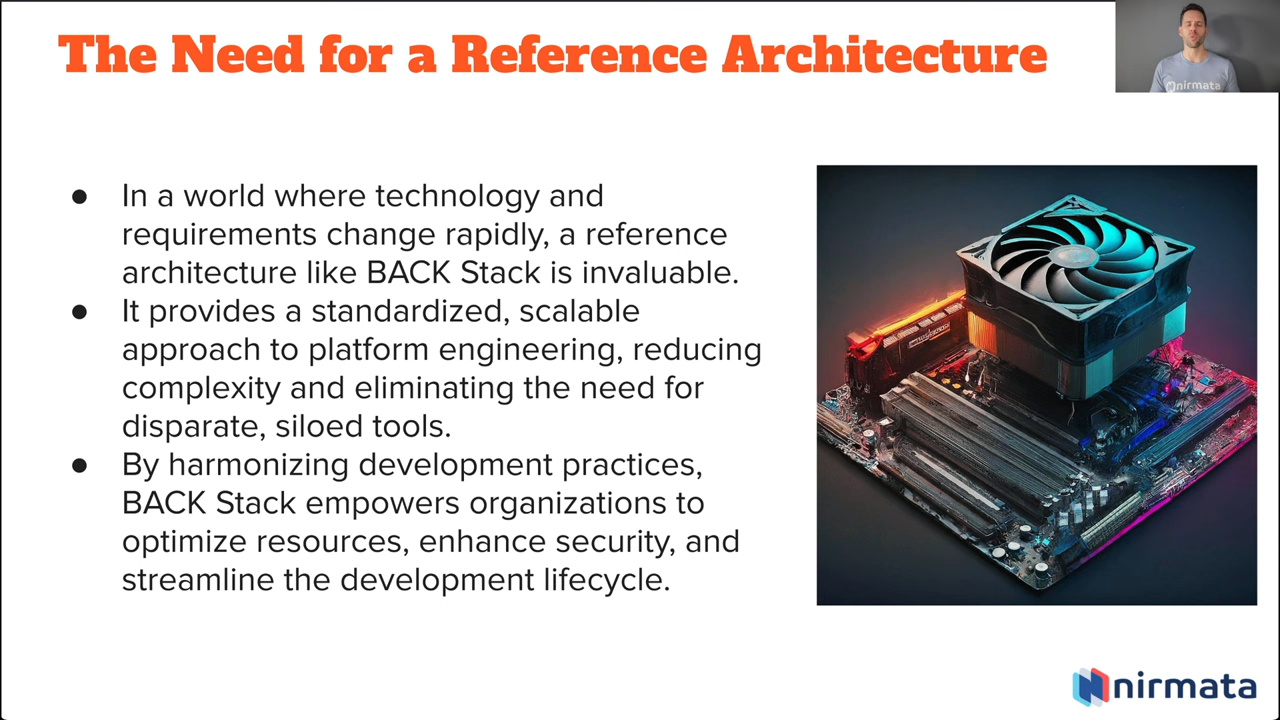 The Need for a Reference Architecture
nirmata
● In a world where technology and
requirements change rapidly, a reference
architecture like BACK Stack is invaluable.
● It provides a standardized, scalable
approach to platform engineering, reducing
complexity and eliminating the need for
disparate, siloed tools.
● By harmonizing development practices,
BACK Stack empowers organizations to
optimize resources, enhance security, and
streamline the development lifecycle.
nirmata